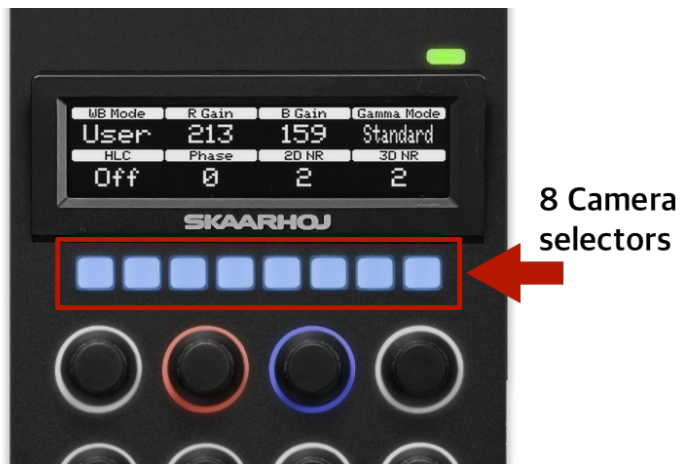 WB Mode R Gain B Gain Gamma Mode
User 213 159 Standard
HLC Phase 2D NR 3D NR
Off 0 2 2
SKAARHOJ
8 Camera
selectors